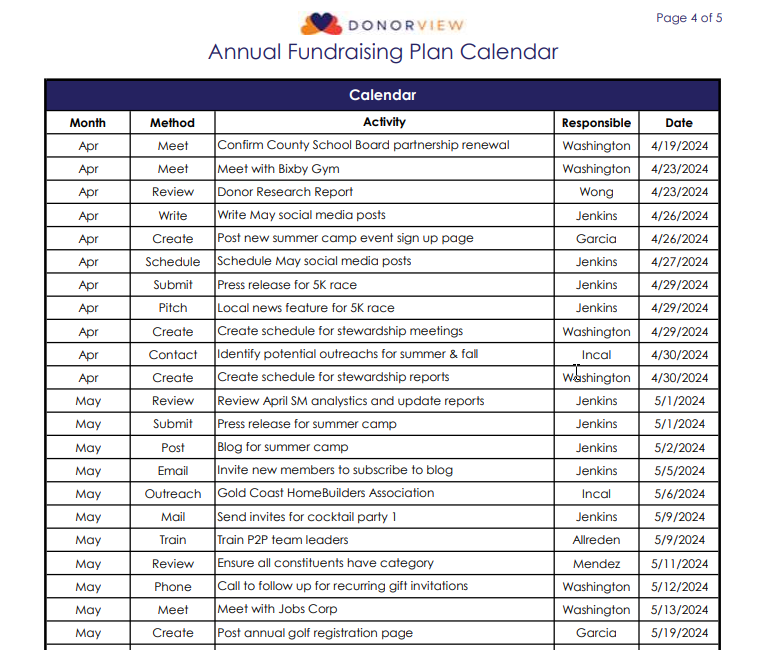 DONORVIEW
Page 4 of 5
Annual Fundraising Plan Calendar
Calendar
Month Method Activity Responsible Date
Apr Meet Confirm County School Board partnership renewal Washington 4/19/2024
Apr Meet Meet with Bixby Gym Washington 4/23/2024
Apr Review Donor Research Report Wong 4/23/2024
Apr Write Write May social media posts Jenkins 4/26/2024
Apr Create Post new summer camp event sign up page Garcia 4/26/2024
Apr Schedule Schedule May social media posts Jenkins 4/27/2024
Apr Submit Press release for 5K race Jenkins 4/29/2024
Apr Pitch Local news feature for 5K race Jenkins 4/29/2024
Apr Create Create schedule for stewardship meetings Washington 4/29/2024
Apr Contact Identify potential outreachs for summer & fall Incal 4/30/2024
Apr Create Create schedule for stewardship reports Washington 4/30/2024
May Review Review April SM analystics and update reports Jenkins 5/1/2024
May Submit Press release for summer camp Jenkins 5/1/2024
May Post Blog for summer camp Jenkins 5/2/2024
May Email Invite new members to subscribe to blog Jenkins 5/5/2024
May Outreach Gold Coast HomeBuilders Association Incal 5/6/2024
May Mail Send invites for cocktail party 1 Jenkins 5/9/2024
May Train Train P2P team leaders Allreden 5/9/2024
May Review Ensure all constituents have category Mendez 5/11/2024
May Phone Call to follow up for recurring gift invitations Washington 5/12/2024
May Meet Meet with Jobs Corp Washington 5/13/2024
May Create Post annual golf registration page Garcia 5/19/2024